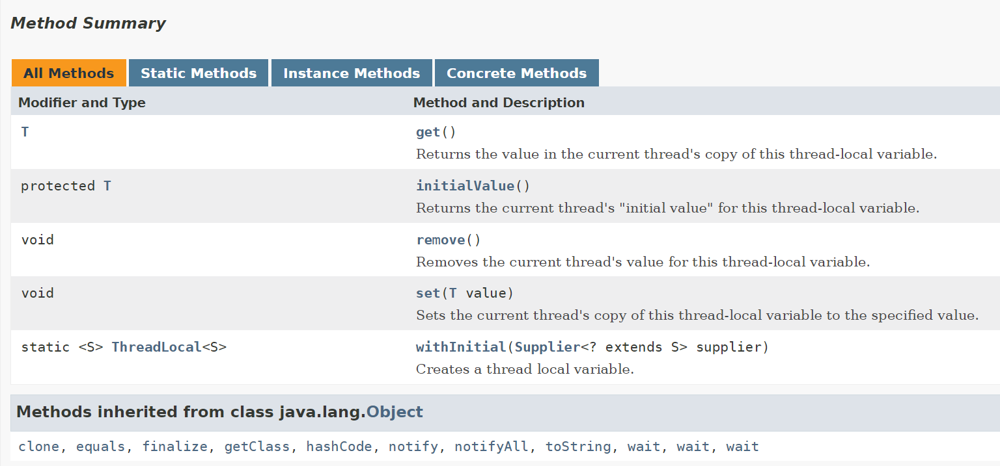 Method Summary
All Methods Static Methods Instance Methods Concrete Methods
Modifier and Type Method and Description
T get()
Returns the value in the current thread's copy of this thread-local variable.
protected T initialValue()
Returns the current thread's "initial value" for this thread-local variable.
void remove()
Removes the current thread's value for this thread-local variable.
void set(T value)
Sets the current thread's copy of this thread-local variable to the specified value.
static <S> ThreadLocal<S> withInitial(Supplier<? extends S> supplier)
Creates a thread local variable.
Methods inherited from class java.lang.Object
clone, equals, finalize, getClass, hashCode, notify, notifyAll, toString, wait, wait, wait